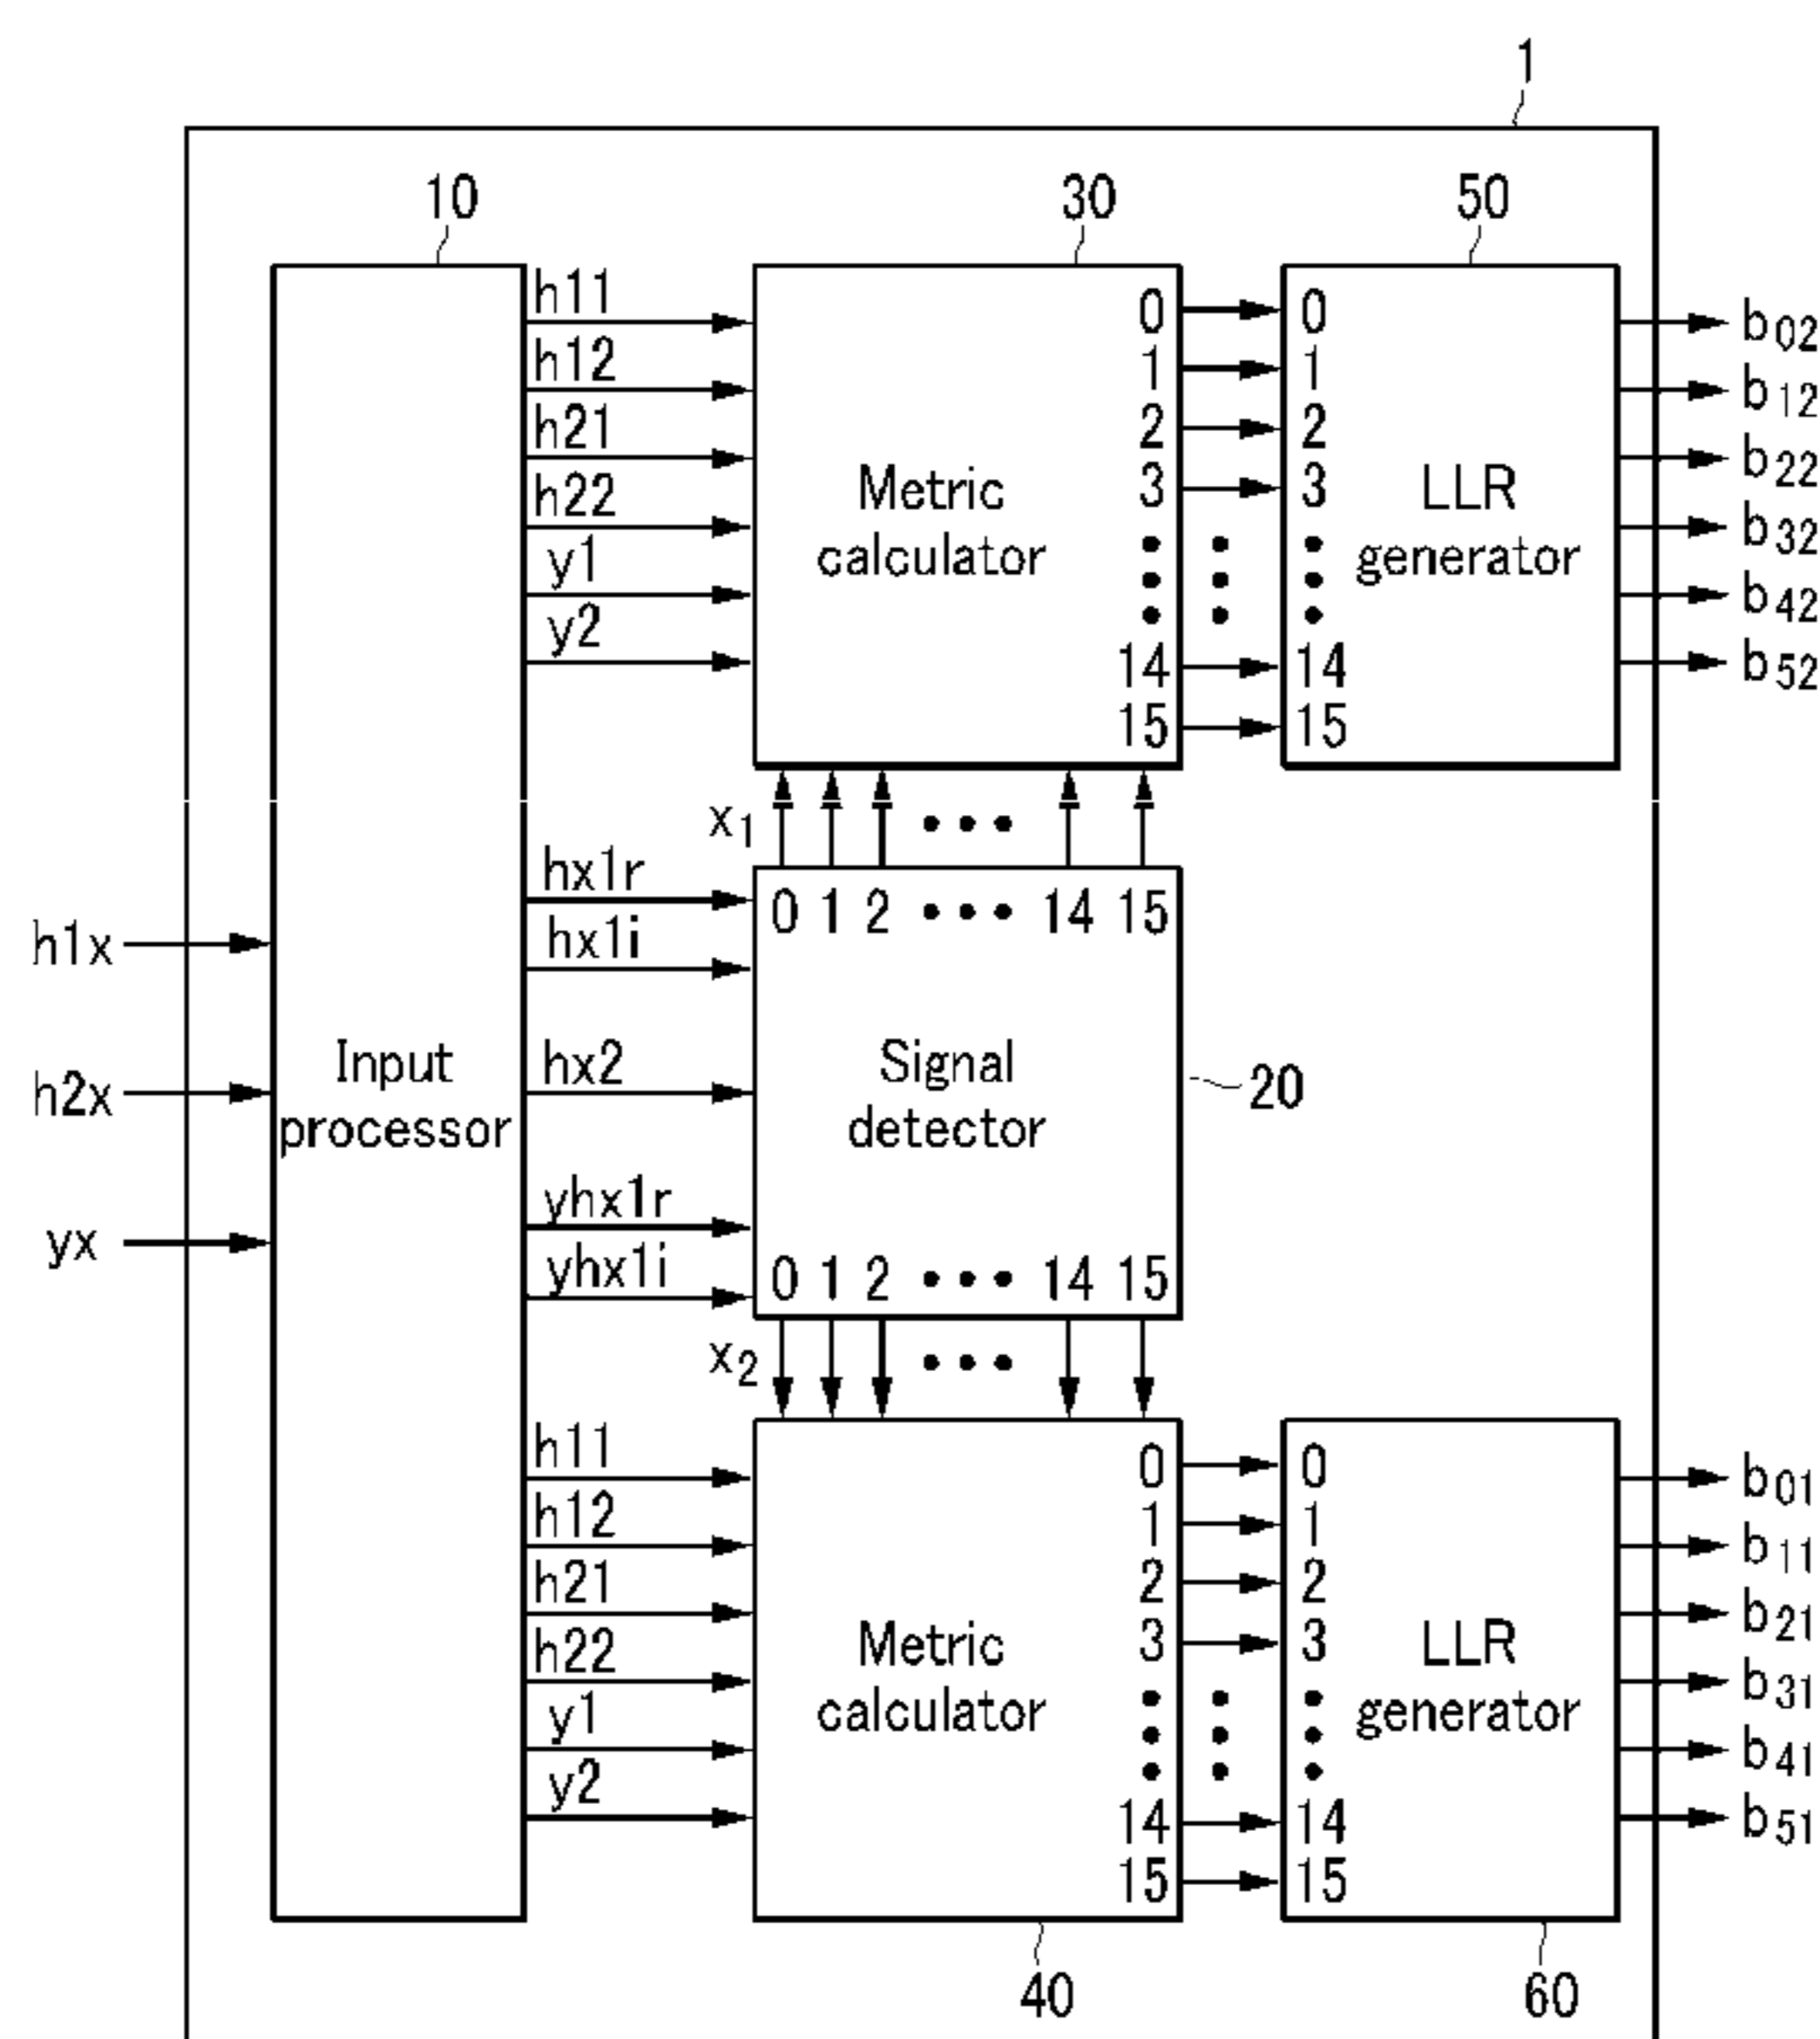 1
10
30
50
h11
h12
h21
h22
y1
y2
Metric
calculator
0
1
2
3
14
15
0
1
2
3
14
15
LLR
generator
b02
b12
b22
b32
b42
b52
x1
h1x
h2x
yx
Input
processor
hx1r
hx1i
hx2
yhx1r
yhx1i
0 1 2 ••• 14 15
Signal
detector
20
0 1 2 ••• 14 15
x2
h11
h12
h21
h22
y1
y2
Metric
calculator
0
1
2
3
14
15
0
1
2
3
14
15
LLR
generator
b01
b11
b21
b31
b41
b51
40
60